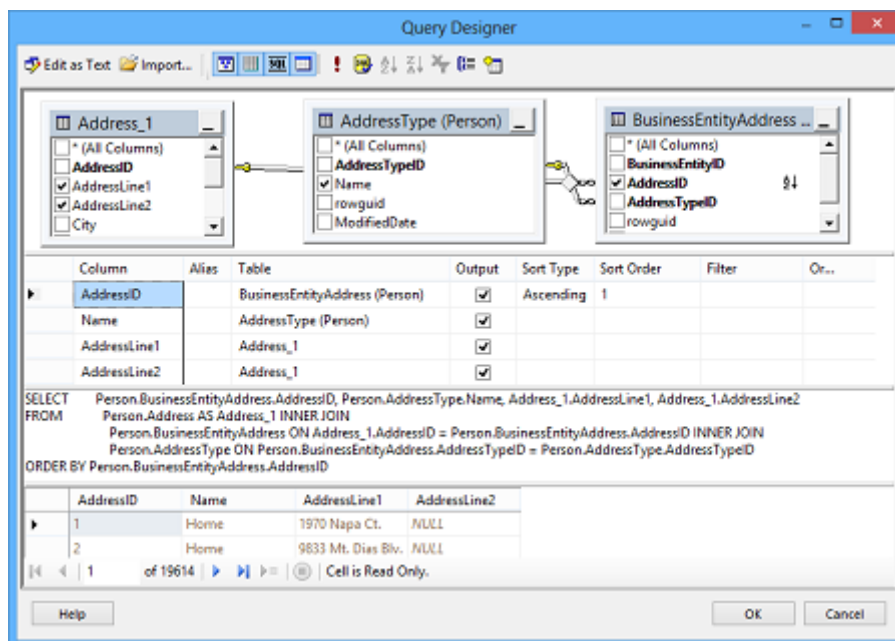 Query Designer
Edit as Text Import...
Address_1
* (All Columns)
AddressID
AddressLine1
AddressLine2
City
AddressType (Person)
* (All Columns)
AddressTypeID
Name
rowguid
ModifiedDate
BusinessEntityAddress ...
* (All Columns)
BusinessEntityID
AddressID
AddressTypeID
rowguid
Column Alias Table Output Sort Type Sort Order Filter Or...
AddressID BusinessEntityAddress (Person) Ascending 1
Name AddressType (Person)
AddressLine1 Address_1
AddressLine2 Address_1
SELECT Person.BusinessEntityAddress.AddressID, Person.AddressType.Name, Address_1.AddressLine1, Address_1.AddressLine2
FROM Person.Address AS Address_1 INNER JOIN
Person.BusinessEntityAddress ON Address_1.AddressID = Person.BusinessEntityAddress.AddressID INNER JOIN
Person.AddressType ON Person.BusinessEntityAddress.AddressTypeID = Person.AddressType.AddressTypeID
ORDER BY Person.BusinessEntityAddress.AddressID
AddressID Name AddressLine1 AddressLine2
1 Home 1970 Napa Ct. NULL
2 Home 9833 Mt. Dias Blv. NULL
1 of 19614 Cell is Read Only.
Help OK Cancel